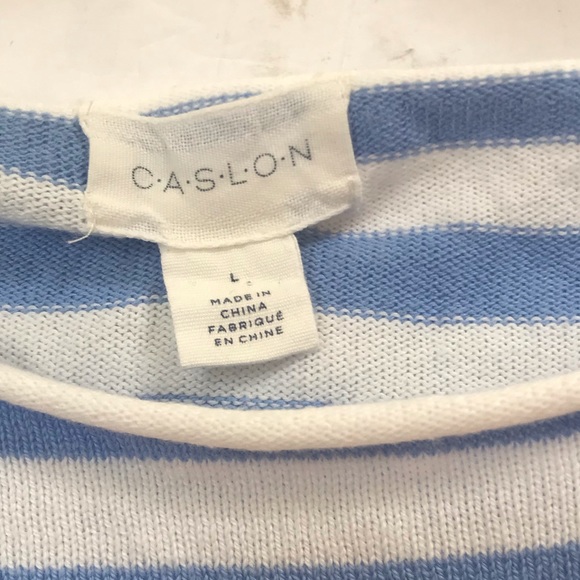 C·A·S·L·O·N
L
MADE IN
CHINA
FABRIQUé
EN CHINE